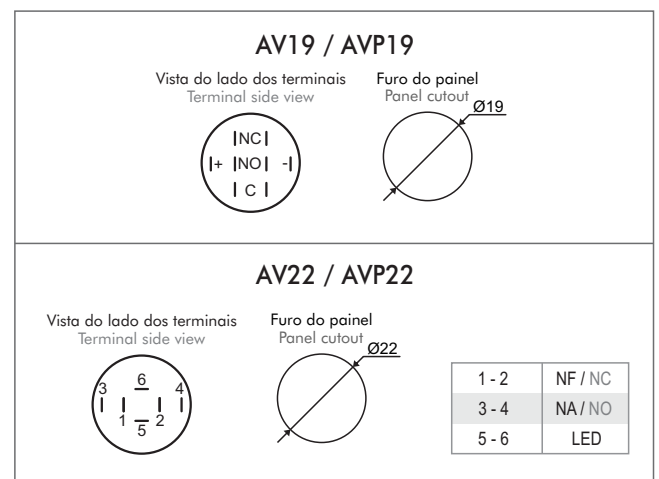 AV19 / AVP19
Vista do lado dos terminais
Terminal side view
Furo do painel
Panel cutout
Ø19
NC
+ NO -
C
AV22 / AVP22
Vista do lado dos terminais
Terminal side view
Furo do painel
Panel cutout
Ø22
3 6 4
1 5 2
1 - 2 NF / NC
3 - 4 NA / NO
5 - 6 LED